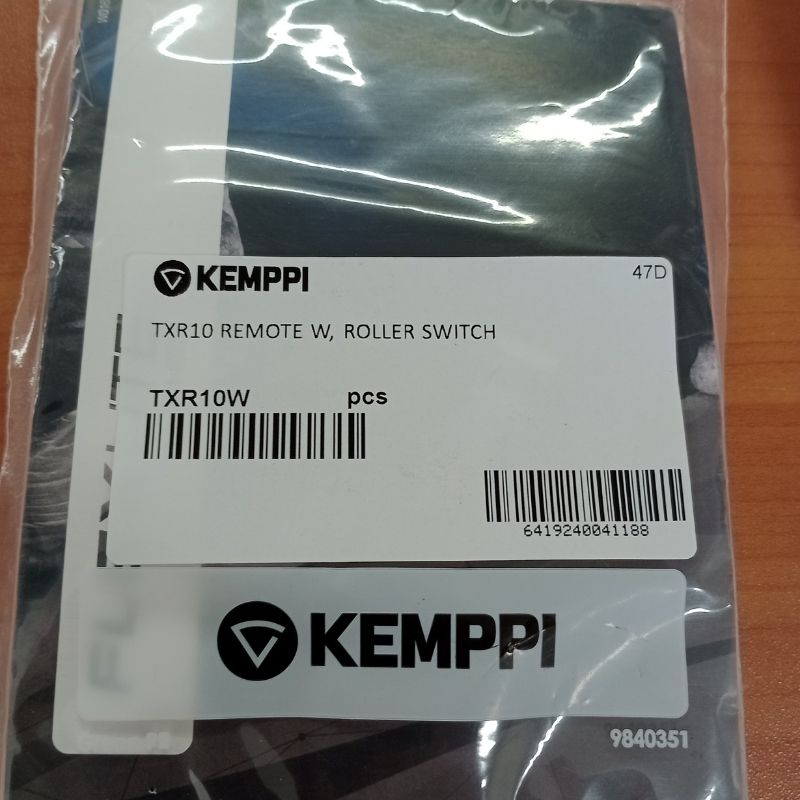 KEMPPI
47D
TXR10 REMOTE W, ROLLER SWITCH
TXR10W pcs
6419240041188
KEMPPI
9840351